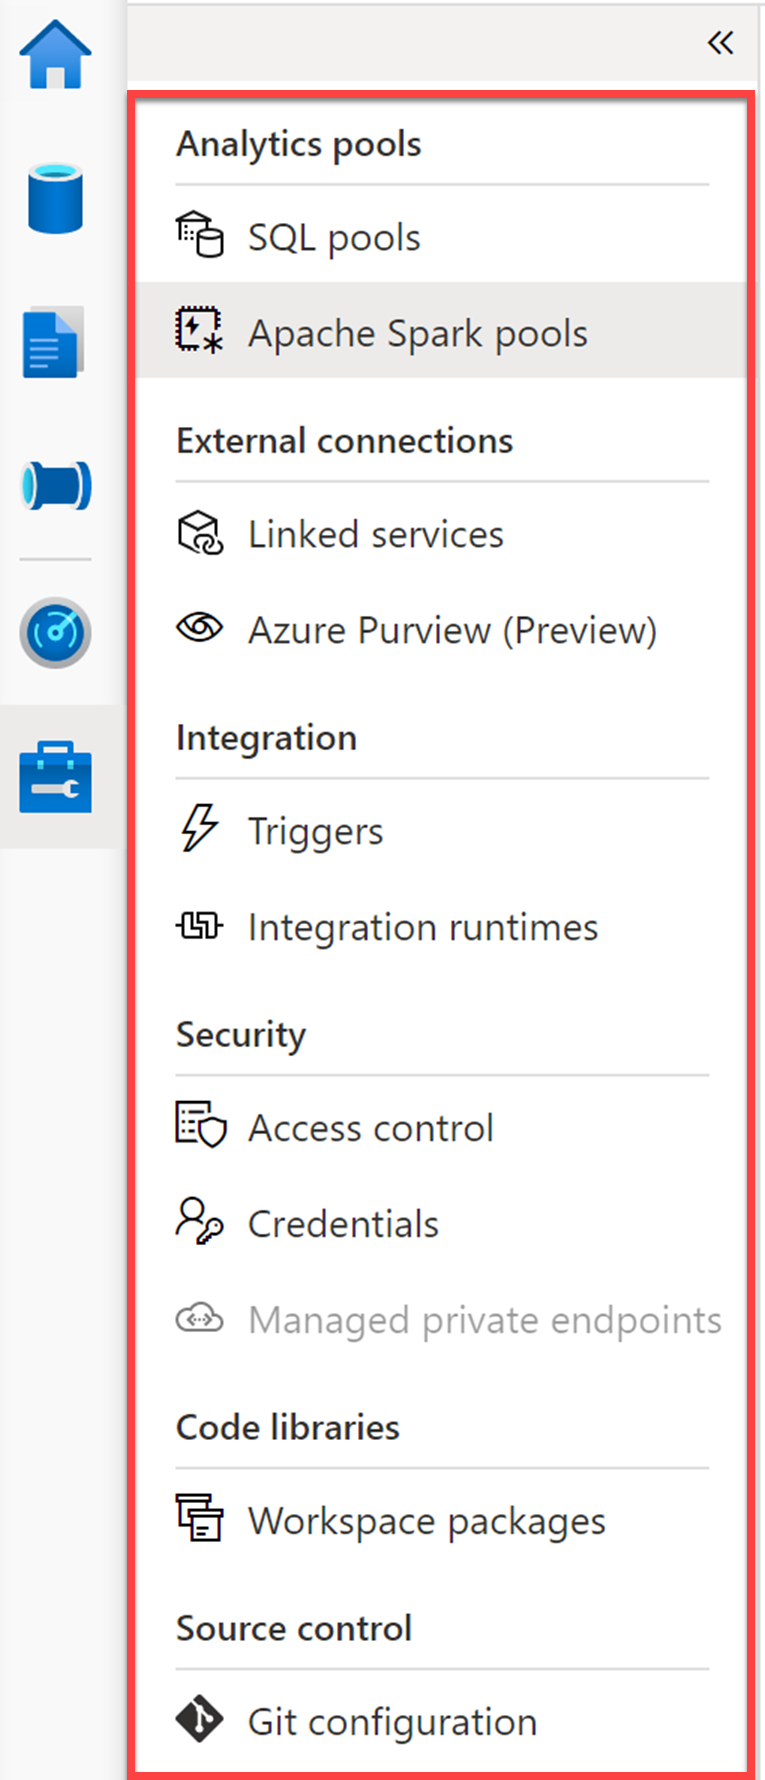 Analytics pools
SQL pools
Apache Spark pools
External connections
Linked services
Azure Purview (Preview)
Integration
Triggers
Integration runtimes
Security
Access control
Credentials
Managed private endpoints
Code libraries
Workspace packages
Source control
Git configuration